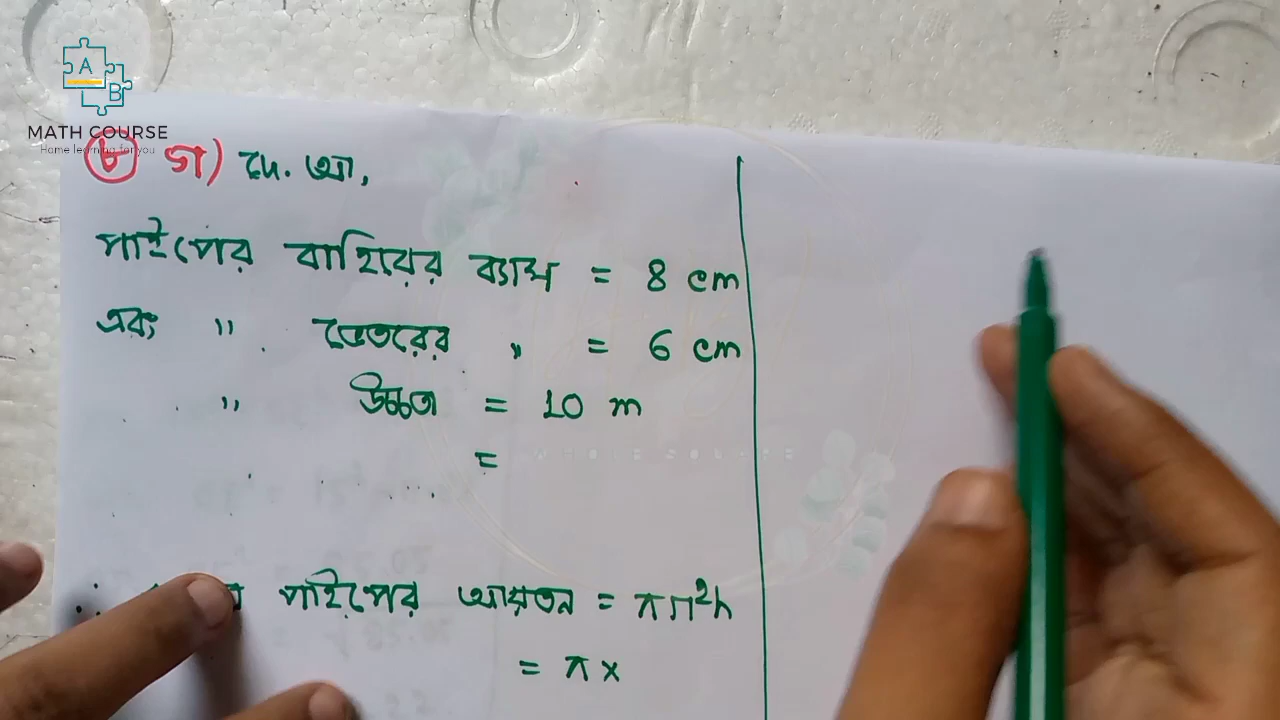 A
B
MATH COURSE
Home learning for you
৮ গ) দে. আ,
পাইপের বাহিরের ব্যাস = 8 cm
এবং " ভেতরের " = 6 cm
" উচ্চতা = 10 m
=
∴ পাইপের আয়তন = πr²h
= π ×